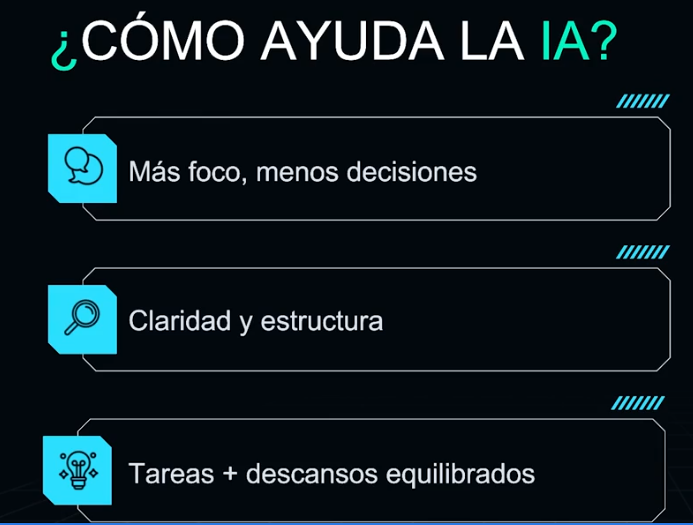 ¿CÓMO AYUDA LA IA?
Más foco, menos decisiones
Claridad y estructura
Tareas + descansos equilibrados